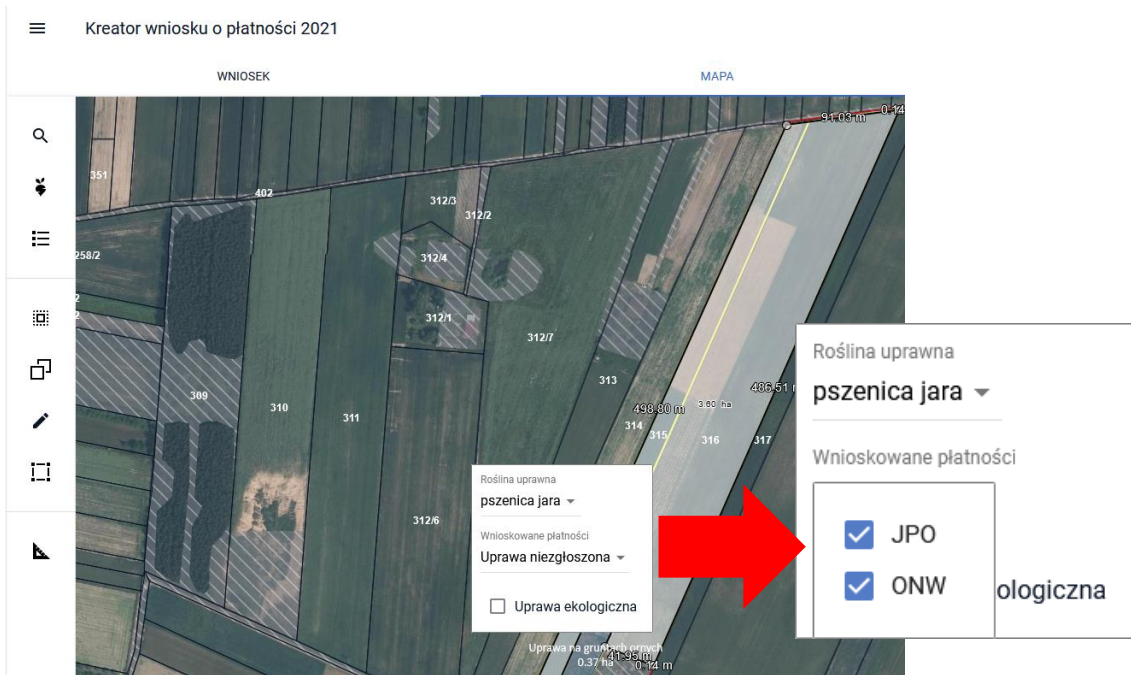 Kreator wniosku o płatności 2021
WNIOSEK
MAPA
91.03 m
0.14
351
402
312/3
312/2
258/2
312/4
312/1
312/7
309
310
311
313
498.80 m
3.60 ha
486.51
314
315
316
317
312/6
Roślina uprawna
pszenica jara
Wnioskowane płatności
Uprawa niezgłoszona
Uprawa ekologiczna
Roślina uprawna
pszenica jara
Wnioskowane płatności
JPO
ONW
ologiczna
Uprawa na gruntach ornych
0.37 ha
41.95 m
0.14 m